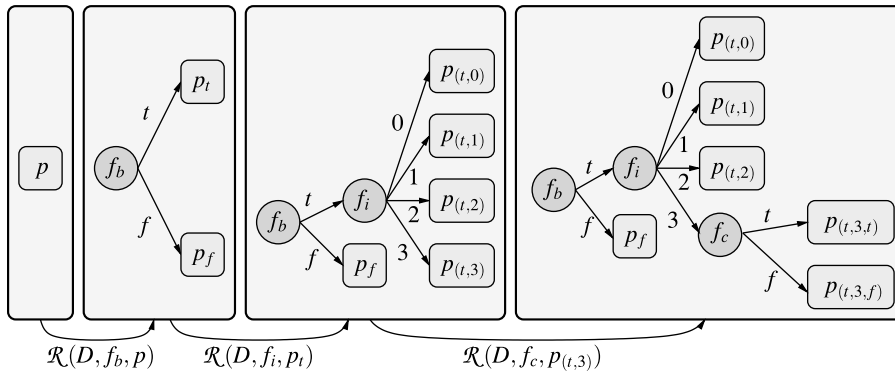 p
f_b
t
f
p_t
p_f
f_b
t
f
p_f
f_i
0
1
2
3
p_{(t,0)}
p_{(t,1)}
p_{(t,2)}
p_{(t,3)}
f_b
t
f
p_f
f_i
0
1
2
3
p_{(t,0)}
p_{(t,1)}
p_{(t,2)}
f_c
t
f
p_{(t,3,t)}
p_{(t,3,f)}
ℛ(D, f_b, p)
ℛ(D, f_i, p_t)
ℛ(D, f_c, p_{(t,3)})